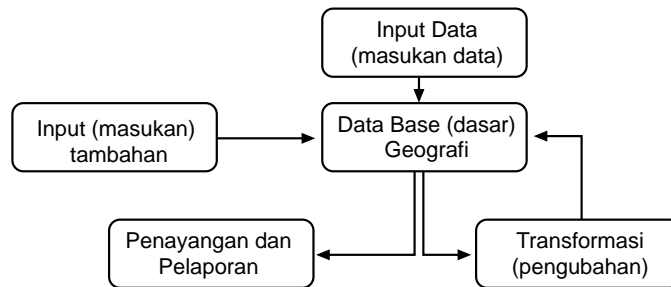 Input Data
(masukan data)
Input (masukan)
tambahan
Data Base (dasar)
Geografi
Penayangan dan
Pelaporan
Transformasi
(pengubahan)